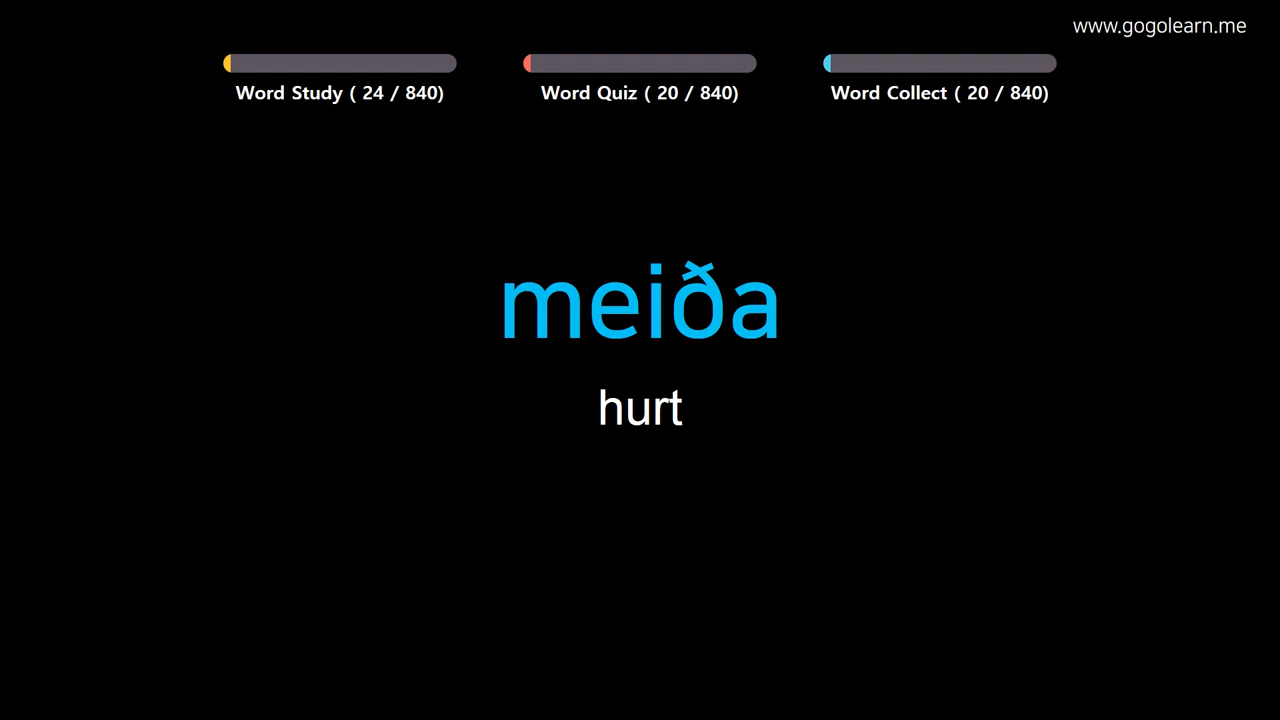 www.gogolearn.me
Word Study ( 24 / 840)
Word Quiz ( 20 / 840)
Word Collect ( 20 / 840)
meiða
hurt